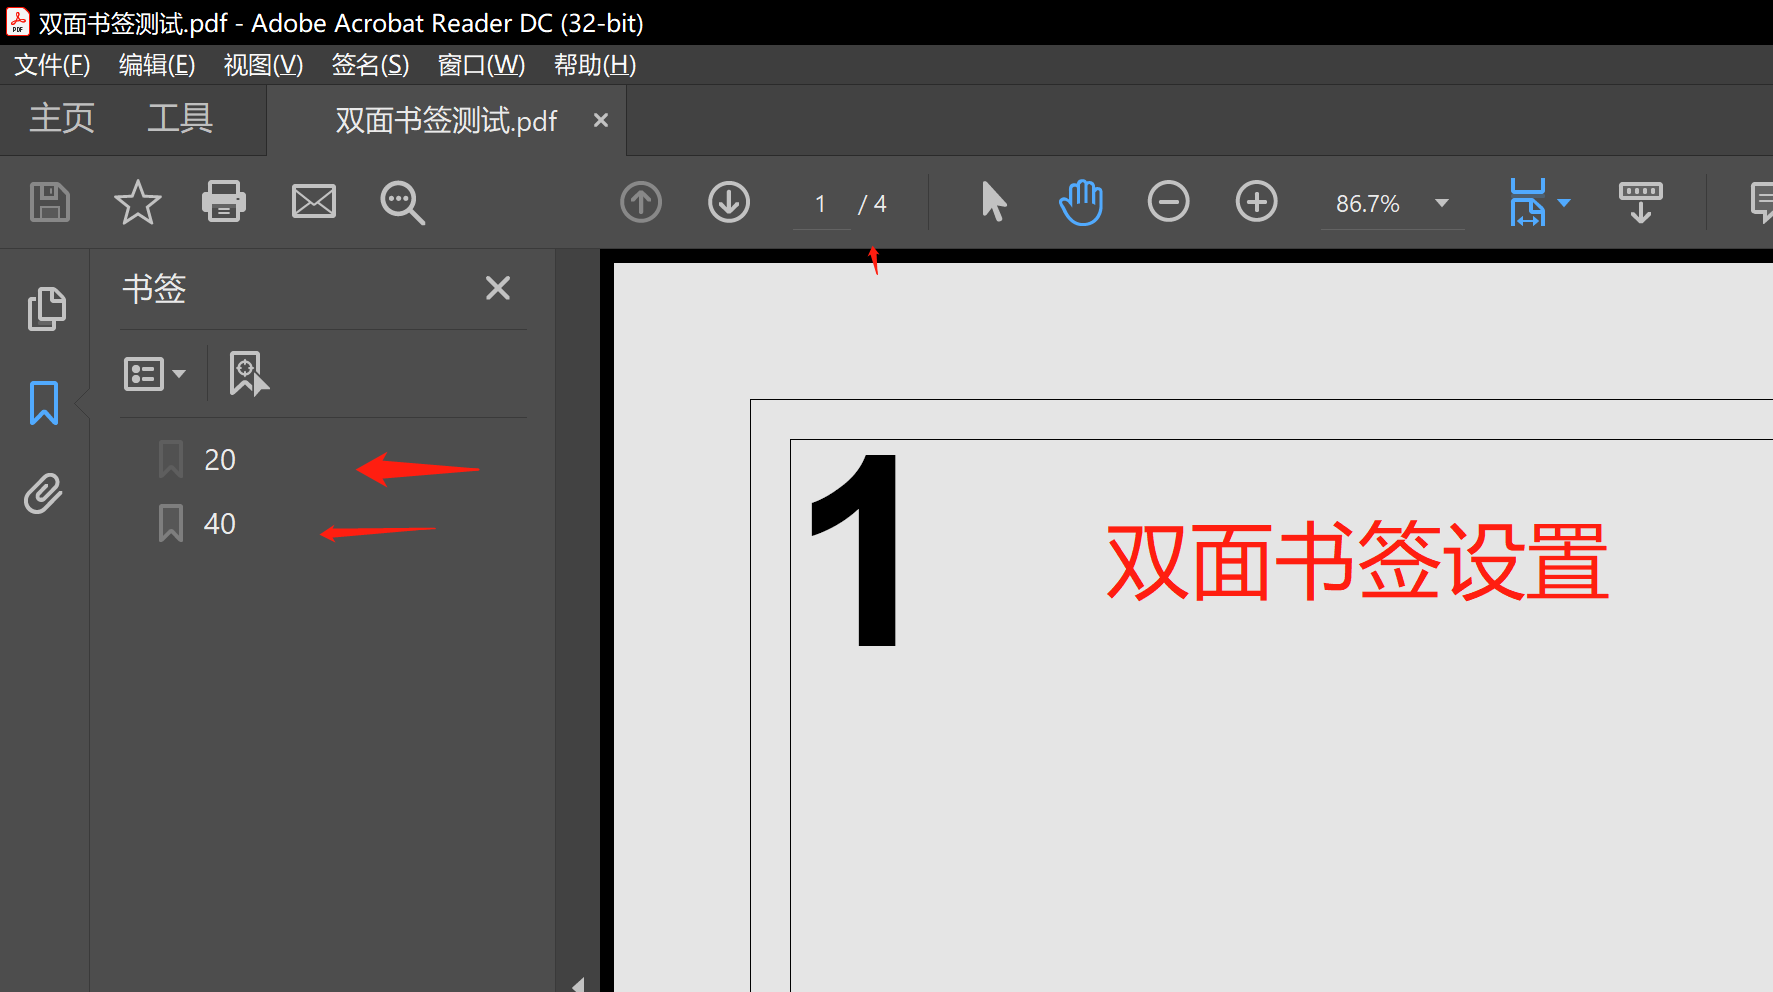 双面书签测试.pdf - Adobe Acrobat Reader DC (32-bit)
文件(F) 编辑(E) 视图(V) 签名(S) 窗口(W) 帮助(H)
主页 工具 双面书签测试.pdf
1 / 4 86.7%
书签
20
40
1
双面书签设置